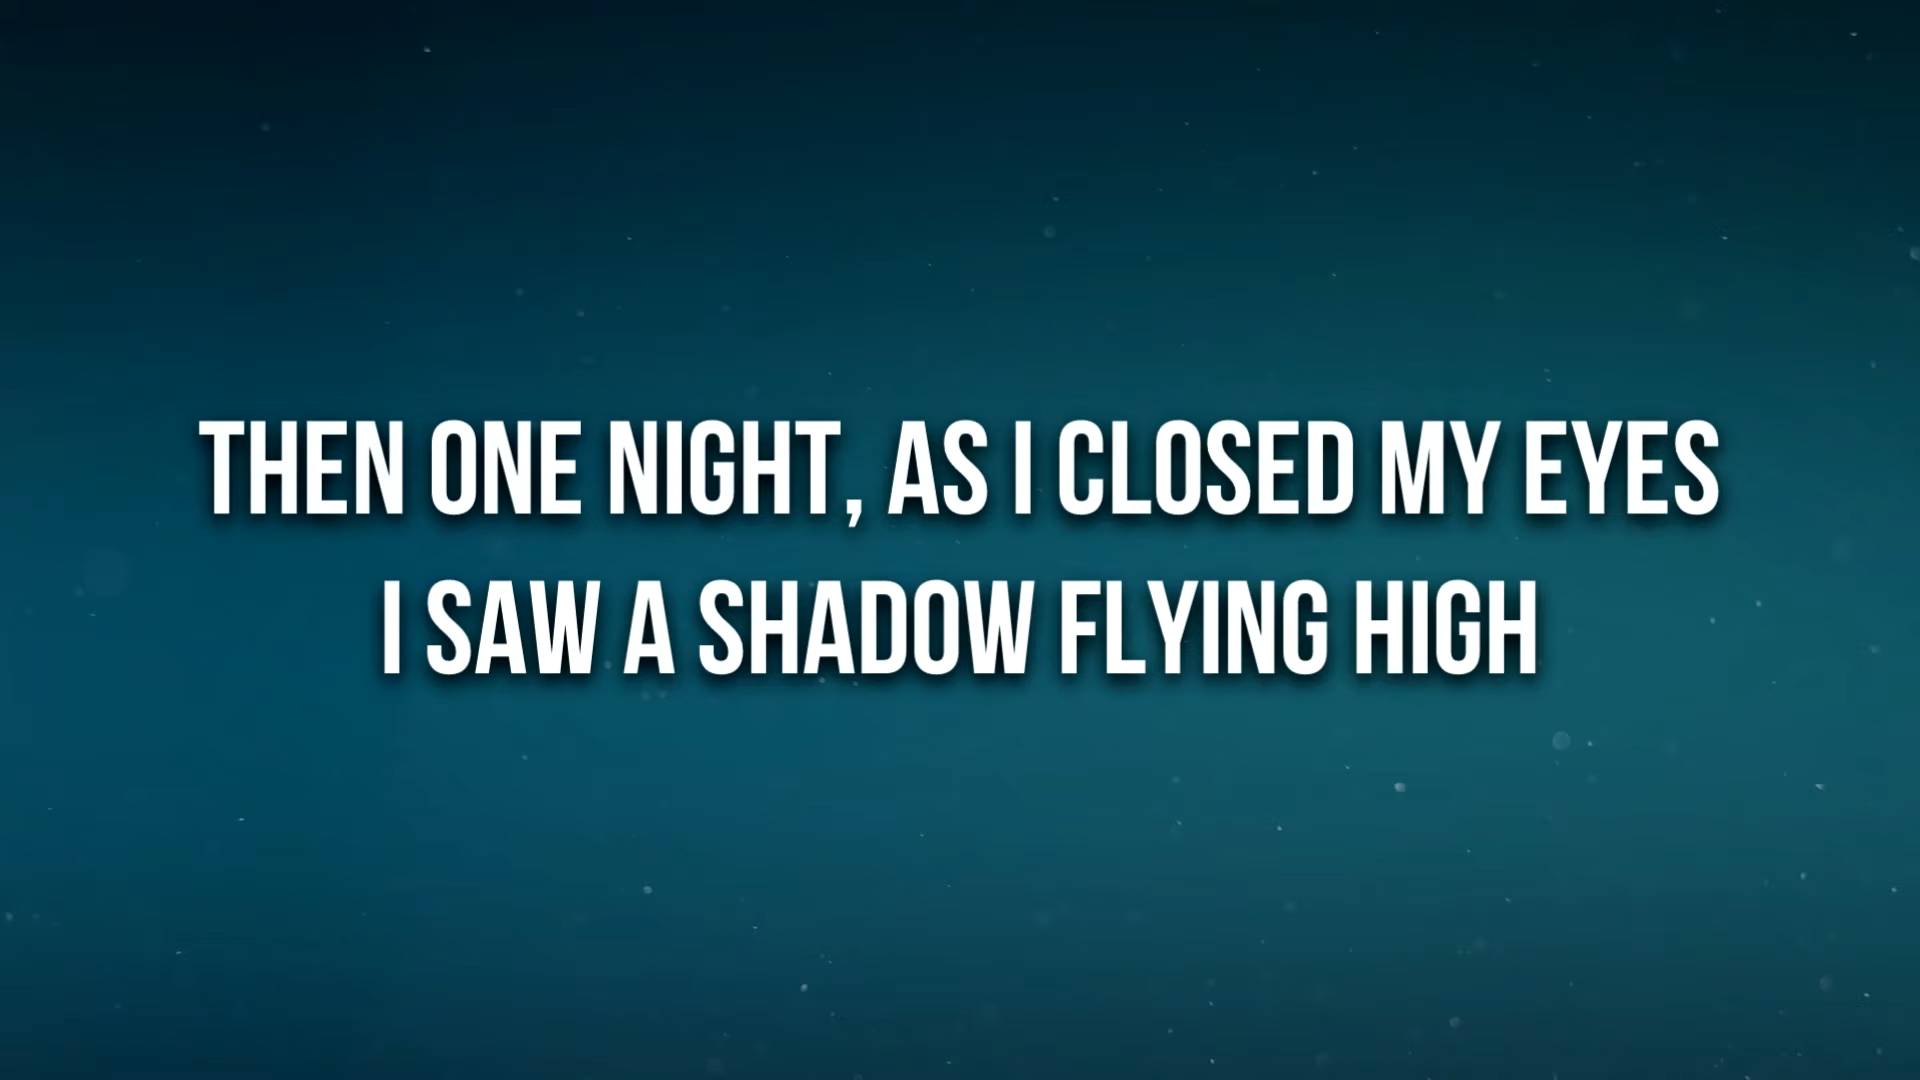 THEN ONE NIGHT, AS I CLOSED MY EYES
I SAW A SHADOW FLYING HIGH